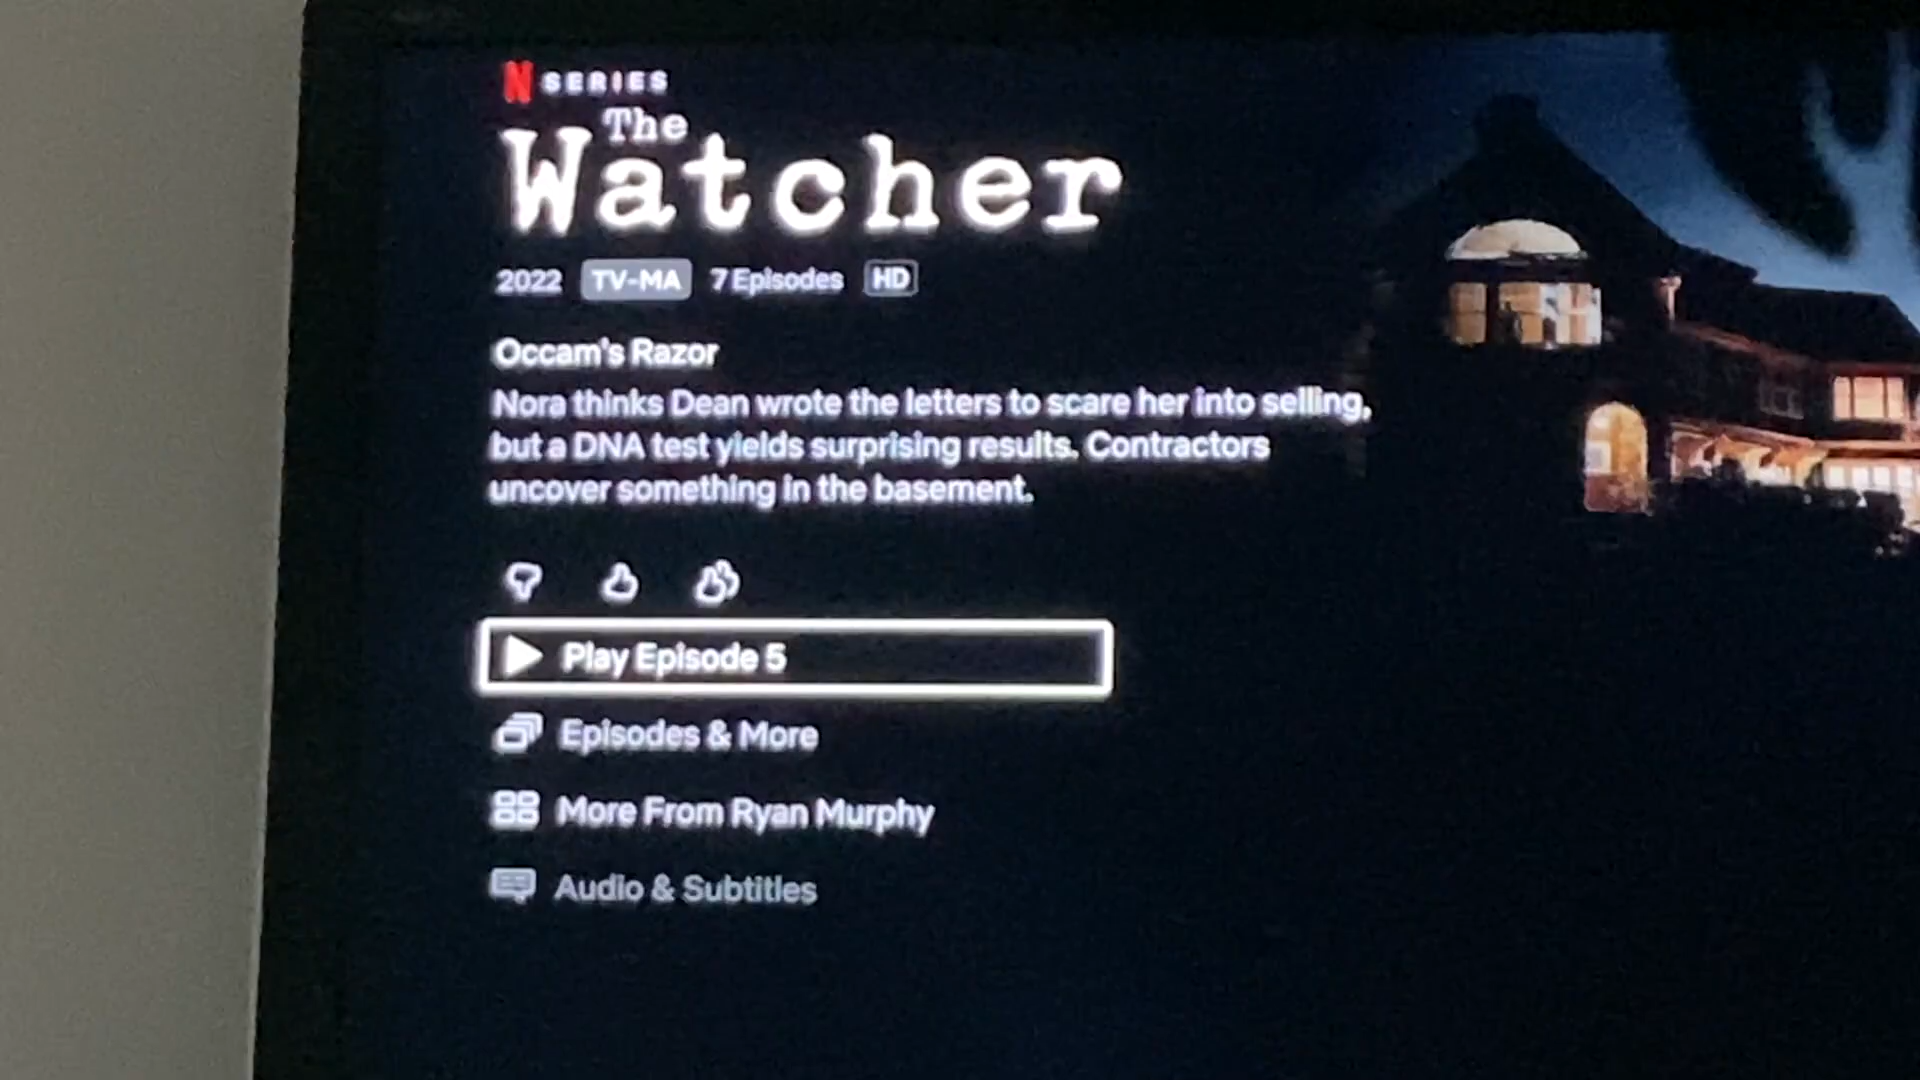 N SERIES
The
Watcher
2022 TV-MA 7 Episodes HD
Occam's Razor
Nora thinks Dean wrote the letters to scare her into selling,
but a DNA test yields surprising results. Contractors
uncover something in the basement.
Play Episode 5
Episodes & More
More From Ryan Murphy
Audio & Subtitles